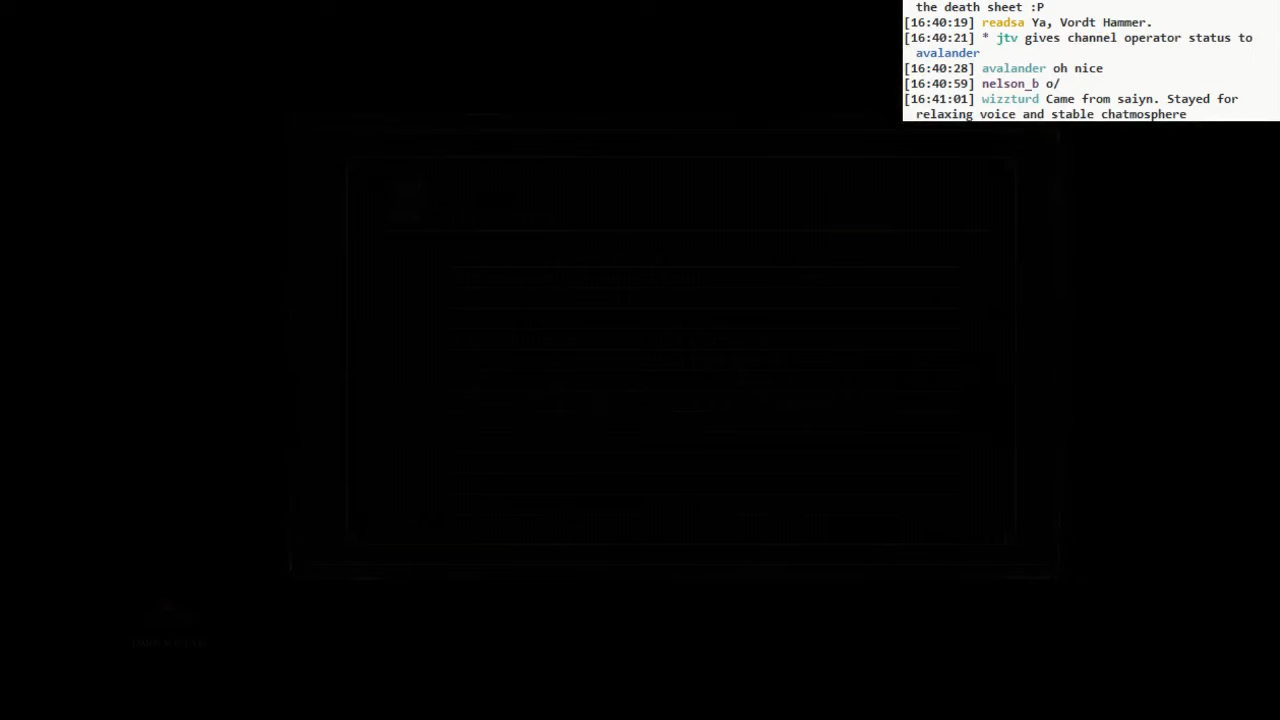 the death sheet :P
[16:40:19] readsa Ya, Vordt Hammer.
[16:40:21] * jtv gives channel operator status to
avalander
[16:40:28] avalander oh nice
[16:40:59] nelson_b o/
[16:41:01] wizzturd Came from saiyn. Stayed for
relaxing voice and stable chatmosphere